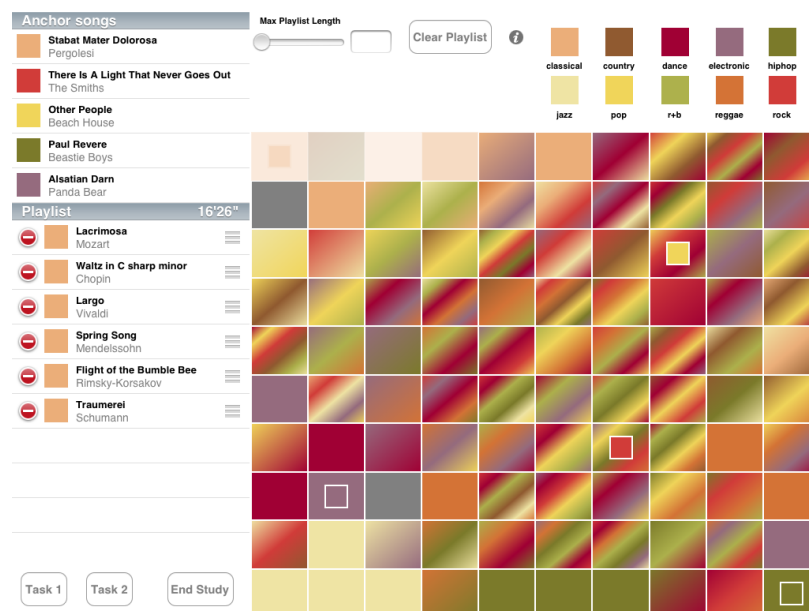 Anchor songs
Stabat Mater Dolorosa
Pergolesi
There Is A Light That Never Goes Out
The Smiths
Other People
Beach House
Paul Revere
Beastie Boys
Alsatian Darn
Panda Bear
Playlist 16'26"
Lacrimosa
Mozart
Waltz in C sharp minor
Chopin
Largo
Vivaldi
Spring Song
Mendelssohn
Flight of the Bumble Bee
Rimsky-Korsakov
Traumerei
Schumann
Task 1 Task 2 End Study
Max Playlist Length
Clear Playlist
i
classical country dance electronic hiphop
jazz pop r+b reggae rock